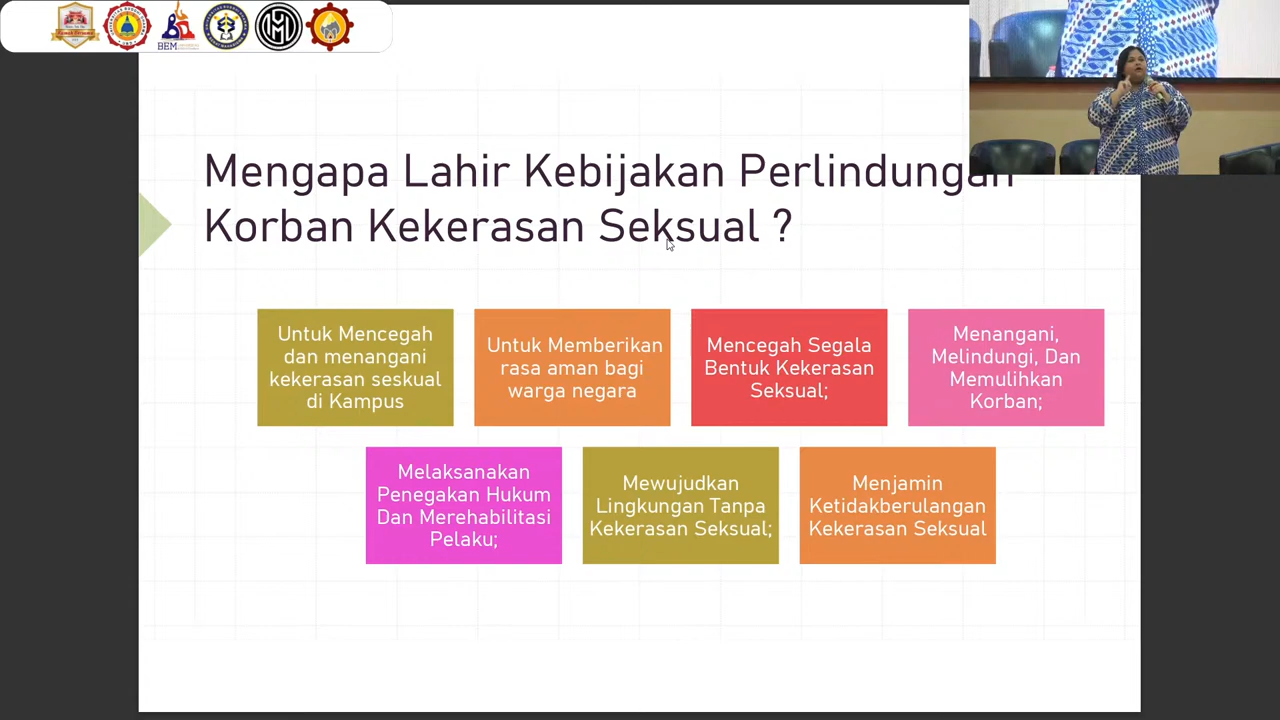 BEM
Mengapa Lahir Kebijakan Perlindungan
Korban Kekerasan Seksual ?
Untuk Mencegah
dan menangani
kekerasan seskual
di Kampus
Untuk Memberikan
rasa aman bagi
warga negara
Mencegah Segala
Bentuk Kekerasan
Seksual;
Menangani,
Melindungi, Dan
Memulihkan
Korban;
Melaksanakan
Penegakan Hukum
Dan Merehabilitasi
Pelaku;
Mewujudkan
Lingkungan Tanpa
Kekerasan Seksual;
Menjamin
Ketidakberulangan
Kekerasan Seksual